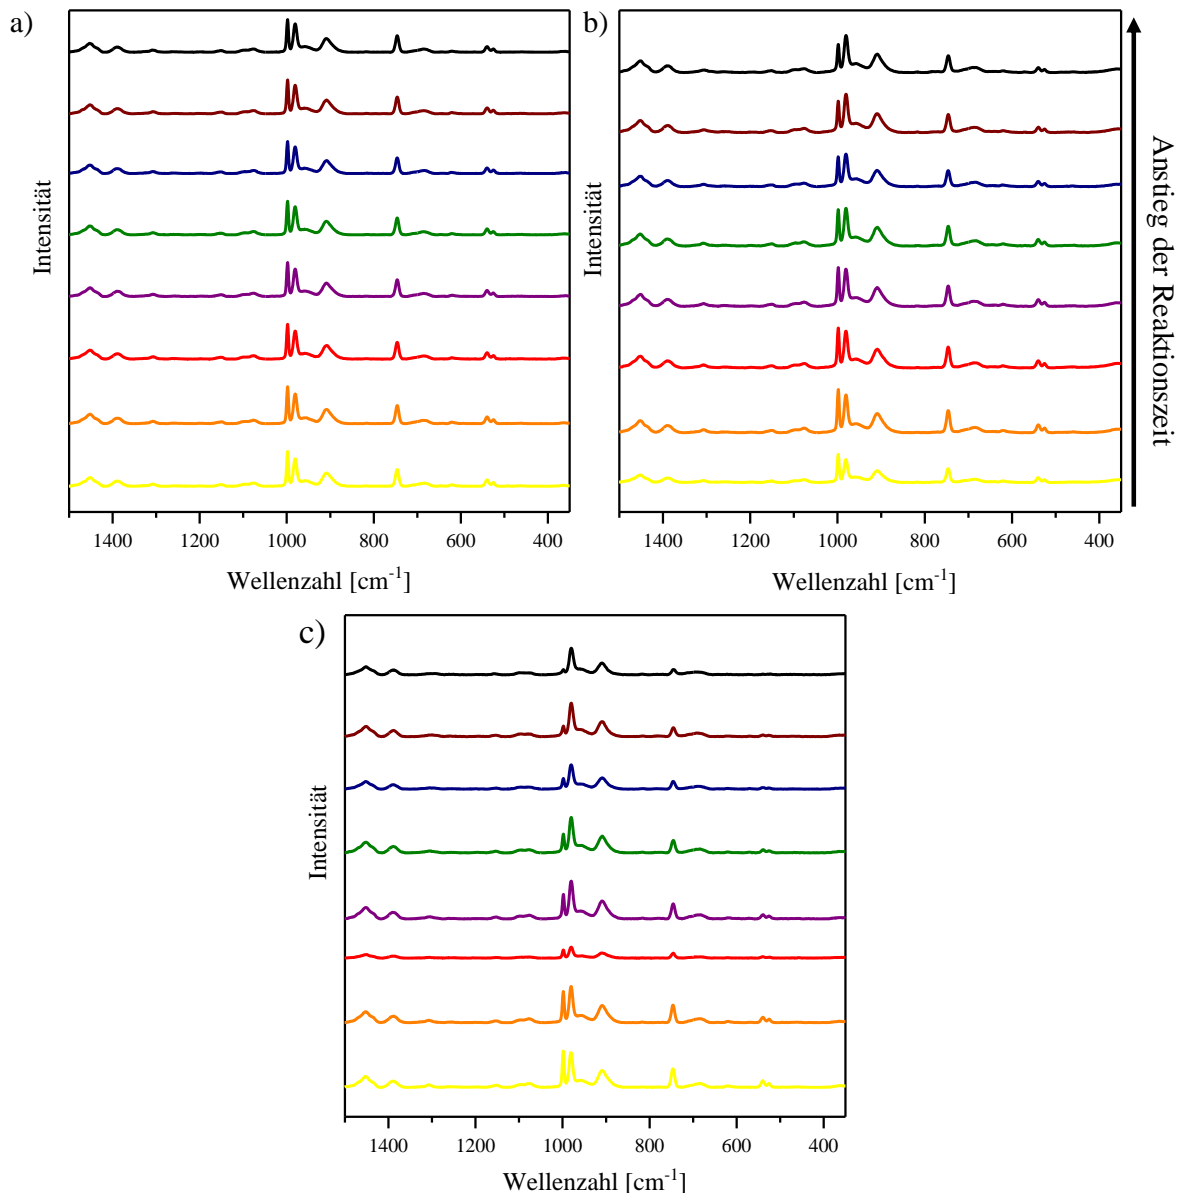 a)
Intensität
1400 1200 1000 800 600 400
Wellenzahl [cm-1]
b)
Intensität
1400 1200 1000 800 600 400
Wellenzahl [cm-1]
Anstieg der Reaktionszeit
c)
Intensität
1400 1200 1000 800 600 400
Wellenzahl [cm-1]